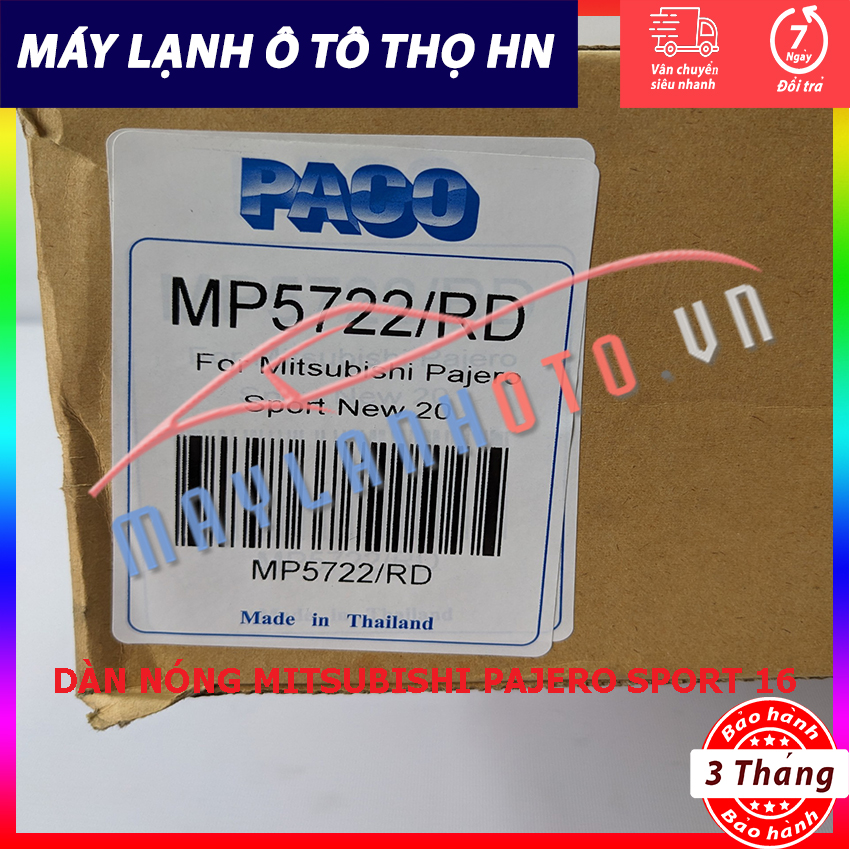 MÁY LẠNH Ô TÔ THỌ HN
Vân chuyển
siêu nhanh
7
Ngày
Đổi trả
PACO
MP5722/RD
For Mitsubishi Pajero
Sport New 20
MAYLANHOTO.VN
MP5722/RD
Made in Thailand
DÀN NÓNG MITSUBISHI PAJERO SPORT 16
Bảo hành
3 Tháng
Bảo hành